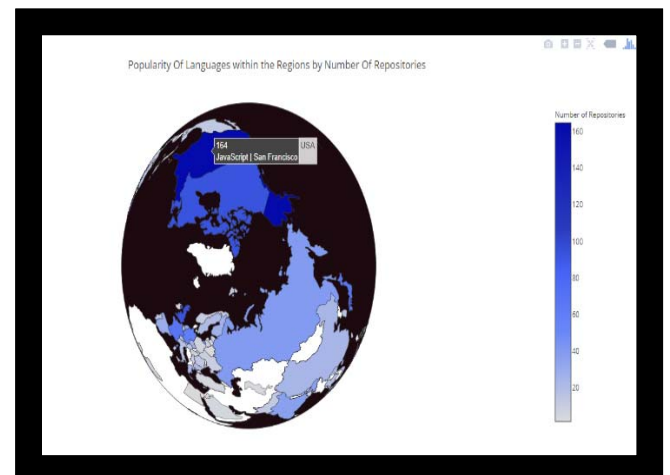 Popularity Of Languages within the Regions by Number Of Repositories
164
USA
JavaScript | San Francisco
Number of Repositories
160
140
120
100
80
60
40
20